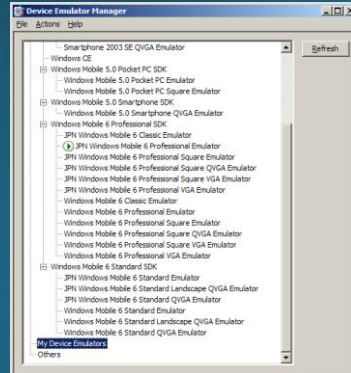 Device Emulator Manager
File Actions Help
Smartphone 2003 SE QVGA Emulator
Refresh
Windows CE
Windows Mobile 5.0 Pocket PC SDK
Windows Mobile 5.0 Pocket PC Emulator
Windows Mobile 5.0 Pocket PC Square Emulator
Windows Mobile 5.0 Smartphone SDK
Windows Mobile 5.0 Smartphone QVGA Emulator
Windows Mobile 6 Professional SDK
JPN Windows Mobile 6 Classic Emulator
JPN Windows Mobile 6 Professional Emulator
JPN Windows Mobile 6 Professional Square Emulator
JPN Windows Mobile 6 Professional Square QVGA Emulator
JPN Windows Mobile 6 Professional Square VGA Emulator
JPN Windows Mobile 6 Professional VGA Emulator
Windows Mobile 6 Classic Emulator
Windows Mobile 6 Professional Emulator
Windows Mobile 6 Professional Square Emulator
Windows Mobile 6 Professional Square QVGA Emulator
Windows Mobile 6 Professional Square VGA Emulator
Windows Mobile 6 Professional VGA Emulator
Windows Mobile 6 Standard SDK
JPN Windows Mobile 6 Standard Emulator
JPN Windows Mobile 6 Standard Landscape QVGA Emulator
JPN Windows Mobile 6 Standard QVGA Emulator
Windows Mobile 6 Standard Emulator
Windows Mobile 6 Standard Landscape QVGA Emulator
Windows Mobile 6 Standard QVGA Emulator
My Device Emulators
Others